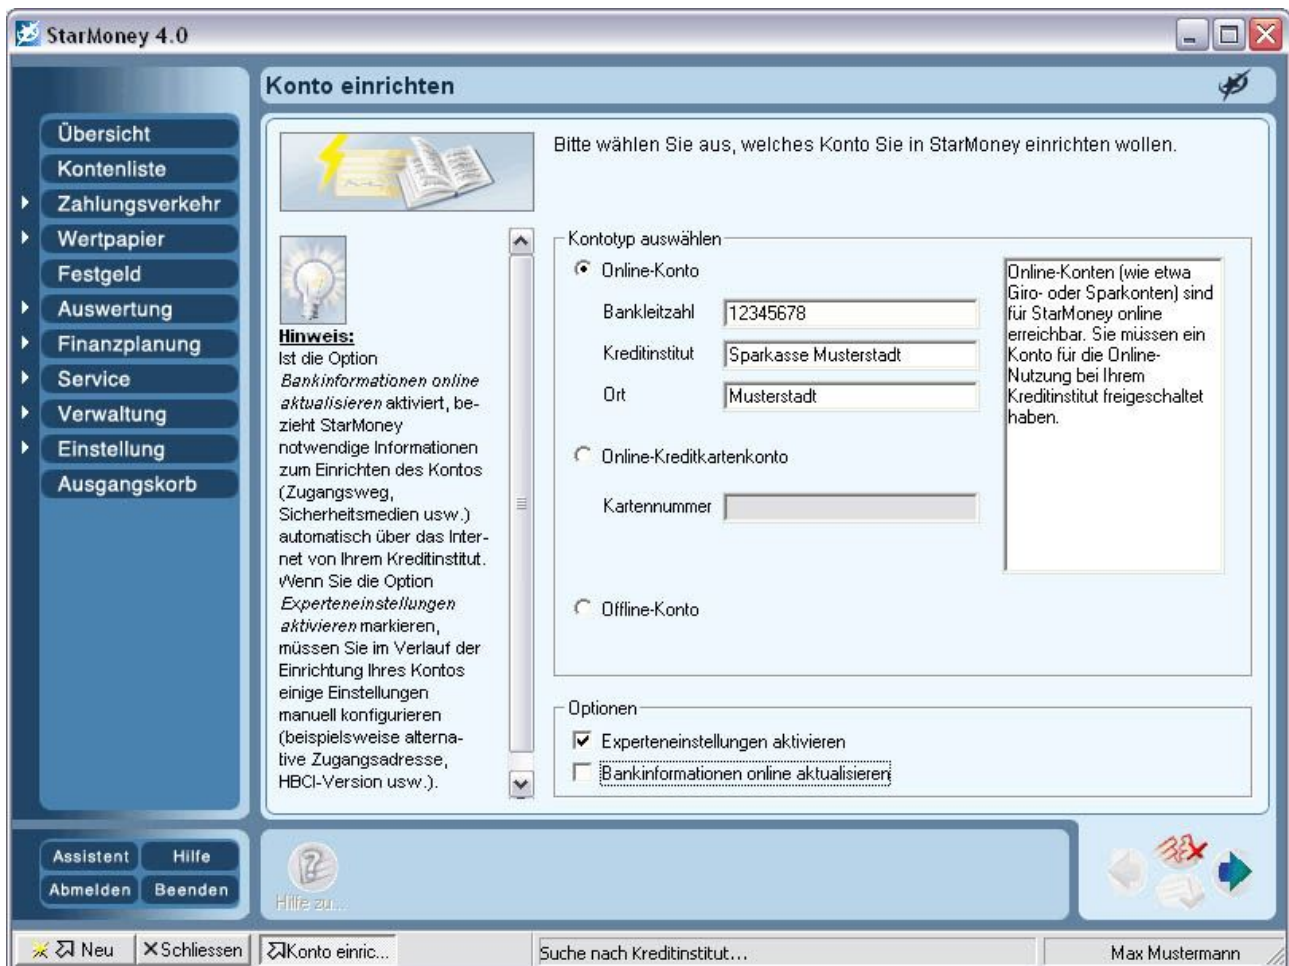 StarMoney 4.0
Konto einrichten
Übersicht
Kontenliste
Zahlungsverkehr
Wertpapier
Festgeld
Auswertung
Finanzplanung
Service
Verwaltung
Einstellung
Ausgangskorb
Bitte wählen Sie aus, welches Konto Sie in StarMoney einrichten wollen.
Hinweis:
Ist die Option
Bankinformationen online
aktualisieren aktiviert, be-
zieht StarMoney
notwendige Informationen
zum Einrichten des Kontos
(Zugangsweg,
Sicherheitsmedien usw.)
automatisch über das Inter-
net von Ihrem Kreditinstitut.
Wenn Sie die Option
Experteneinstellungen
aktivieren markieren,
müssen Sie im Verlauf der
Einrichtung Ihres Kontos
einige Einstellungen
manuell konfigurieren
(beispielsweise alterna-
tive Zugangsadresse,
HBCI-Version usw.).
Kontotyp auswählen
Online-Konto
Bankleitzahl 12345678
Kreditinstitut Sparkasse Musterstadt
Ort Musterstadt
Online-Kreditkartenkonto
Kartennummer
Offline-Konto
Online-Konten (wie etwa
Giro- oder Sparkonten) sind
für StarMoney online
erreichbar. Sie müssen ein
Konto für die Online-
Nutzung bei Ihrem
Kreditinstitut freigeschaltet
haben.
Optionen
Experteneinstellungen aktivieren
Bankinformationen online aktualisieren
Assistent Hilfe
Abmelden Beenden
Hilfe zu...
Neu Schliessen Konto einric... Suche nach Kreditinstitut... Max Mustermann